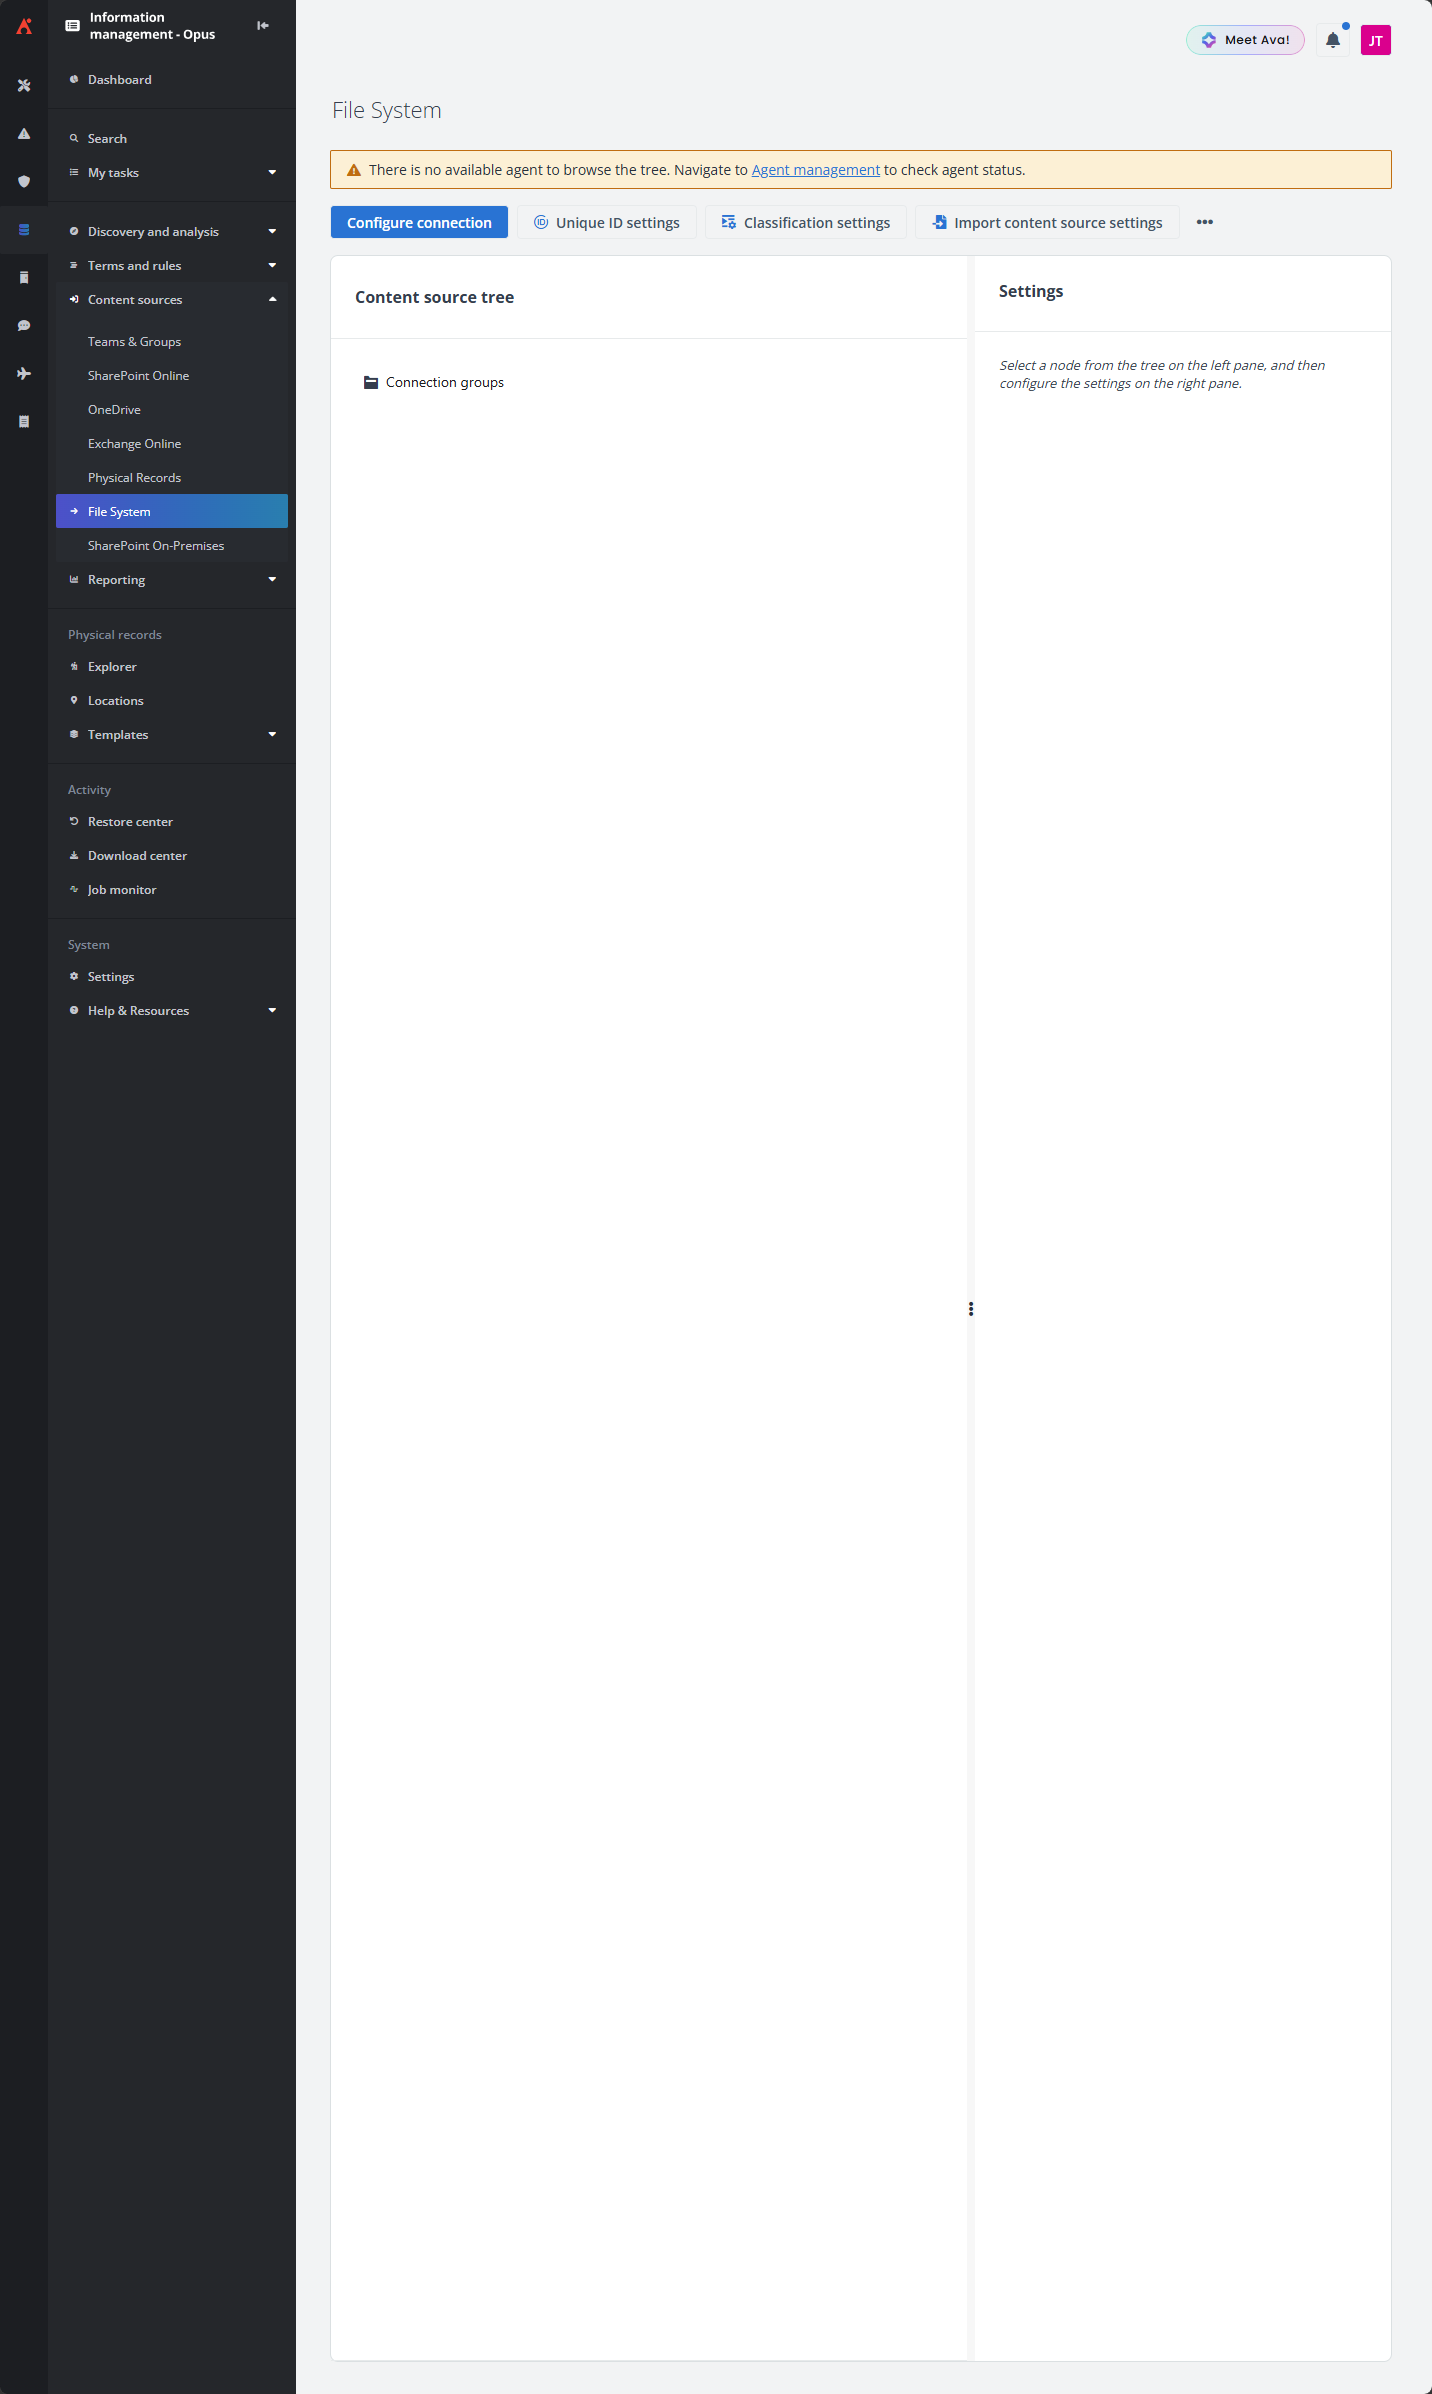 Information
management - Opus
Dashboard
Search
My tasks
Discovery and analysis
Terms and rules
Content sources
Teams & Groups
SharePoint Online
OneDrive
Exchange Online
Physical Records
File System
SharePoint On-Premises
Reporting
Physical records
Explorer
Locations
Templates
Activity
Restore center
Download center
Job monitor
System
Settings
Help & Resources
Meet Ava!
JT
File System
There is no available agent to browse the tree. Navigate to Agent management to check agent status.
Configure connection
Unique ID settings
Classification settings
Import content source settings
Content source tree
Connection groups
Settings
Select a node from the tree on the left pane, and then
configure the settings on the right pane.